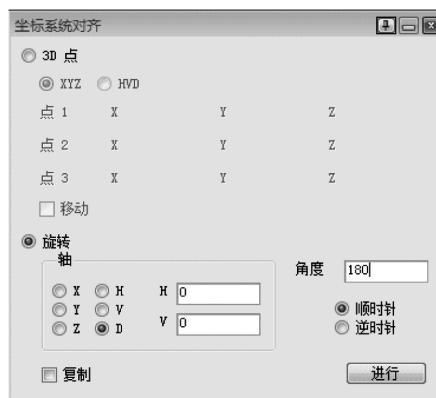 坐标系统对齐
3D 点
XYZ HVD
点 1 X Y Z
点 2 X Y Z
点 3 X Y Z
移动
旋转
轴
角度 180
X H H 0
Y V V 0
Z D
顺时针
逆时针
复制 进行